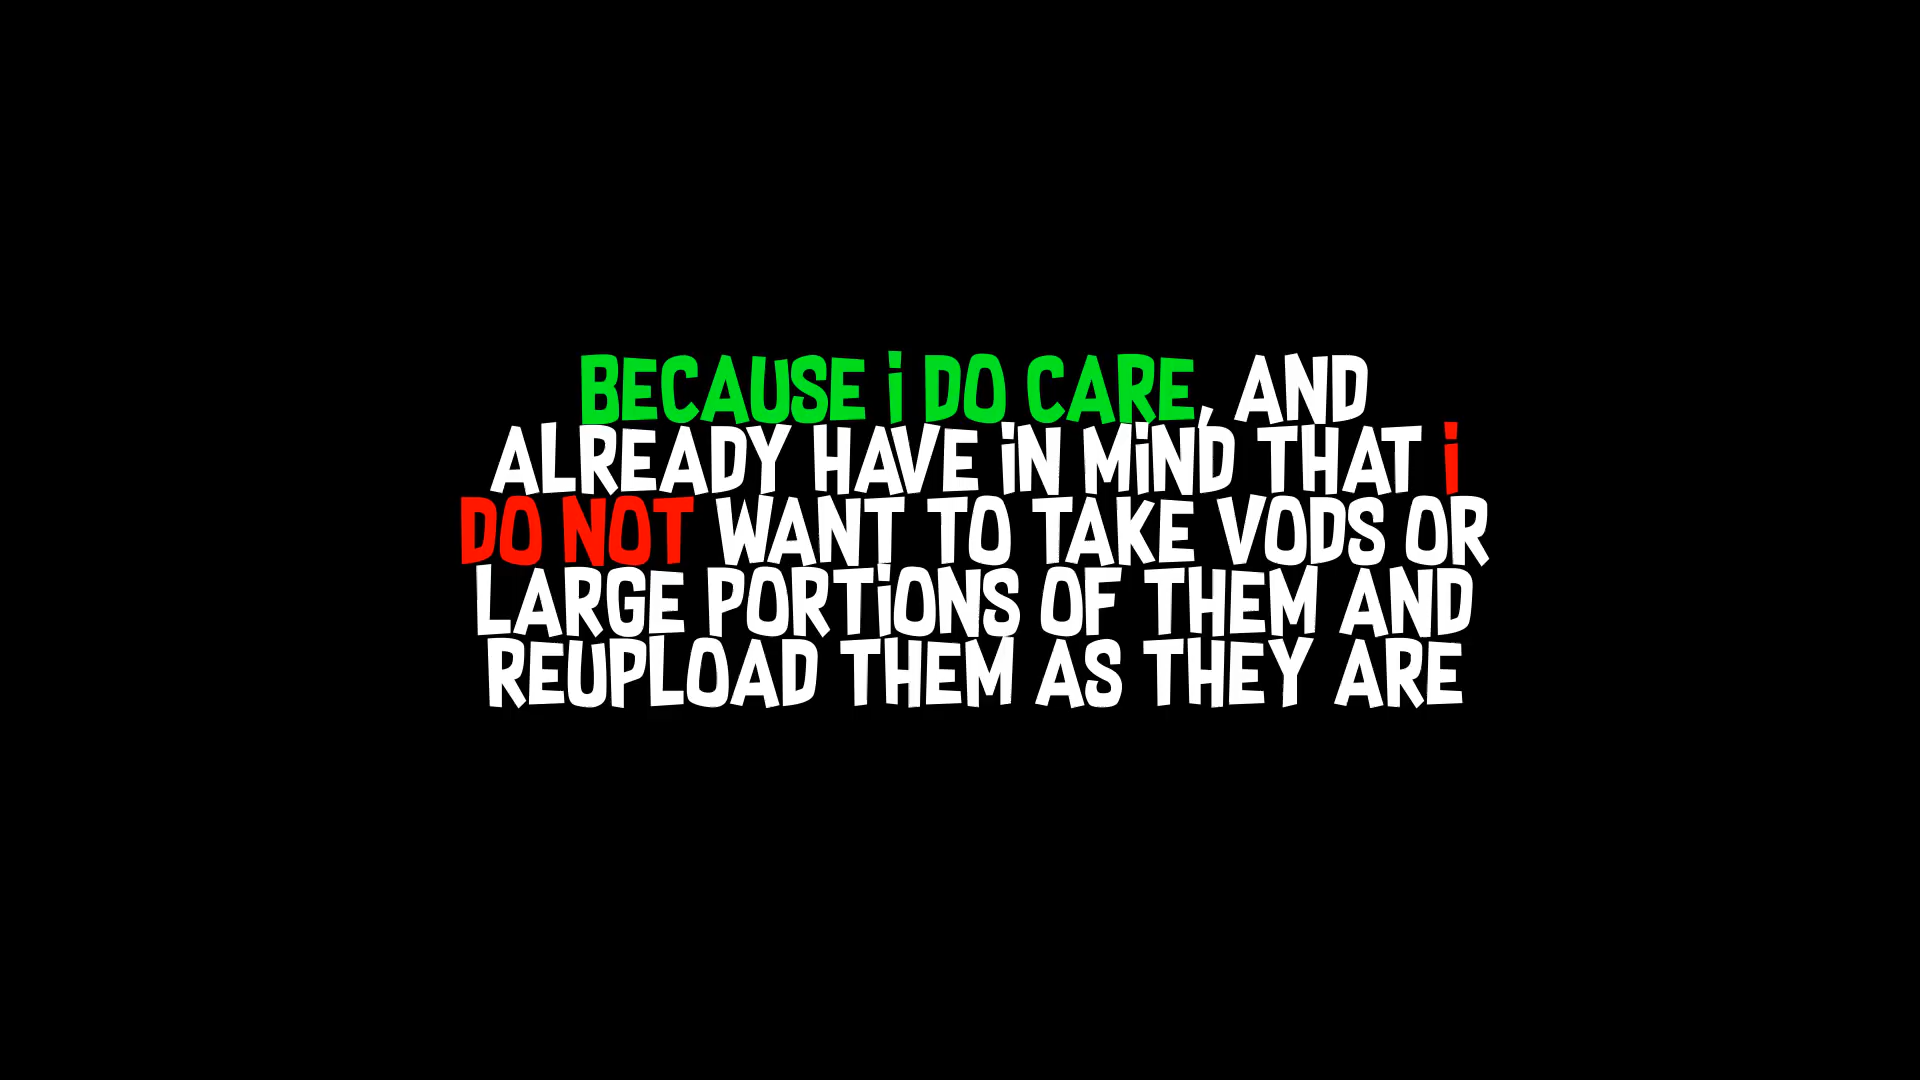 BECAUSE i DO CARE, AND
ALREADY HAVE iN MiND THAT i
DO NOT WANT TO TAKE VODS OR
LARGE PORTiONS OF THEM AND
REUPLOAD THEM AS THEY ARE